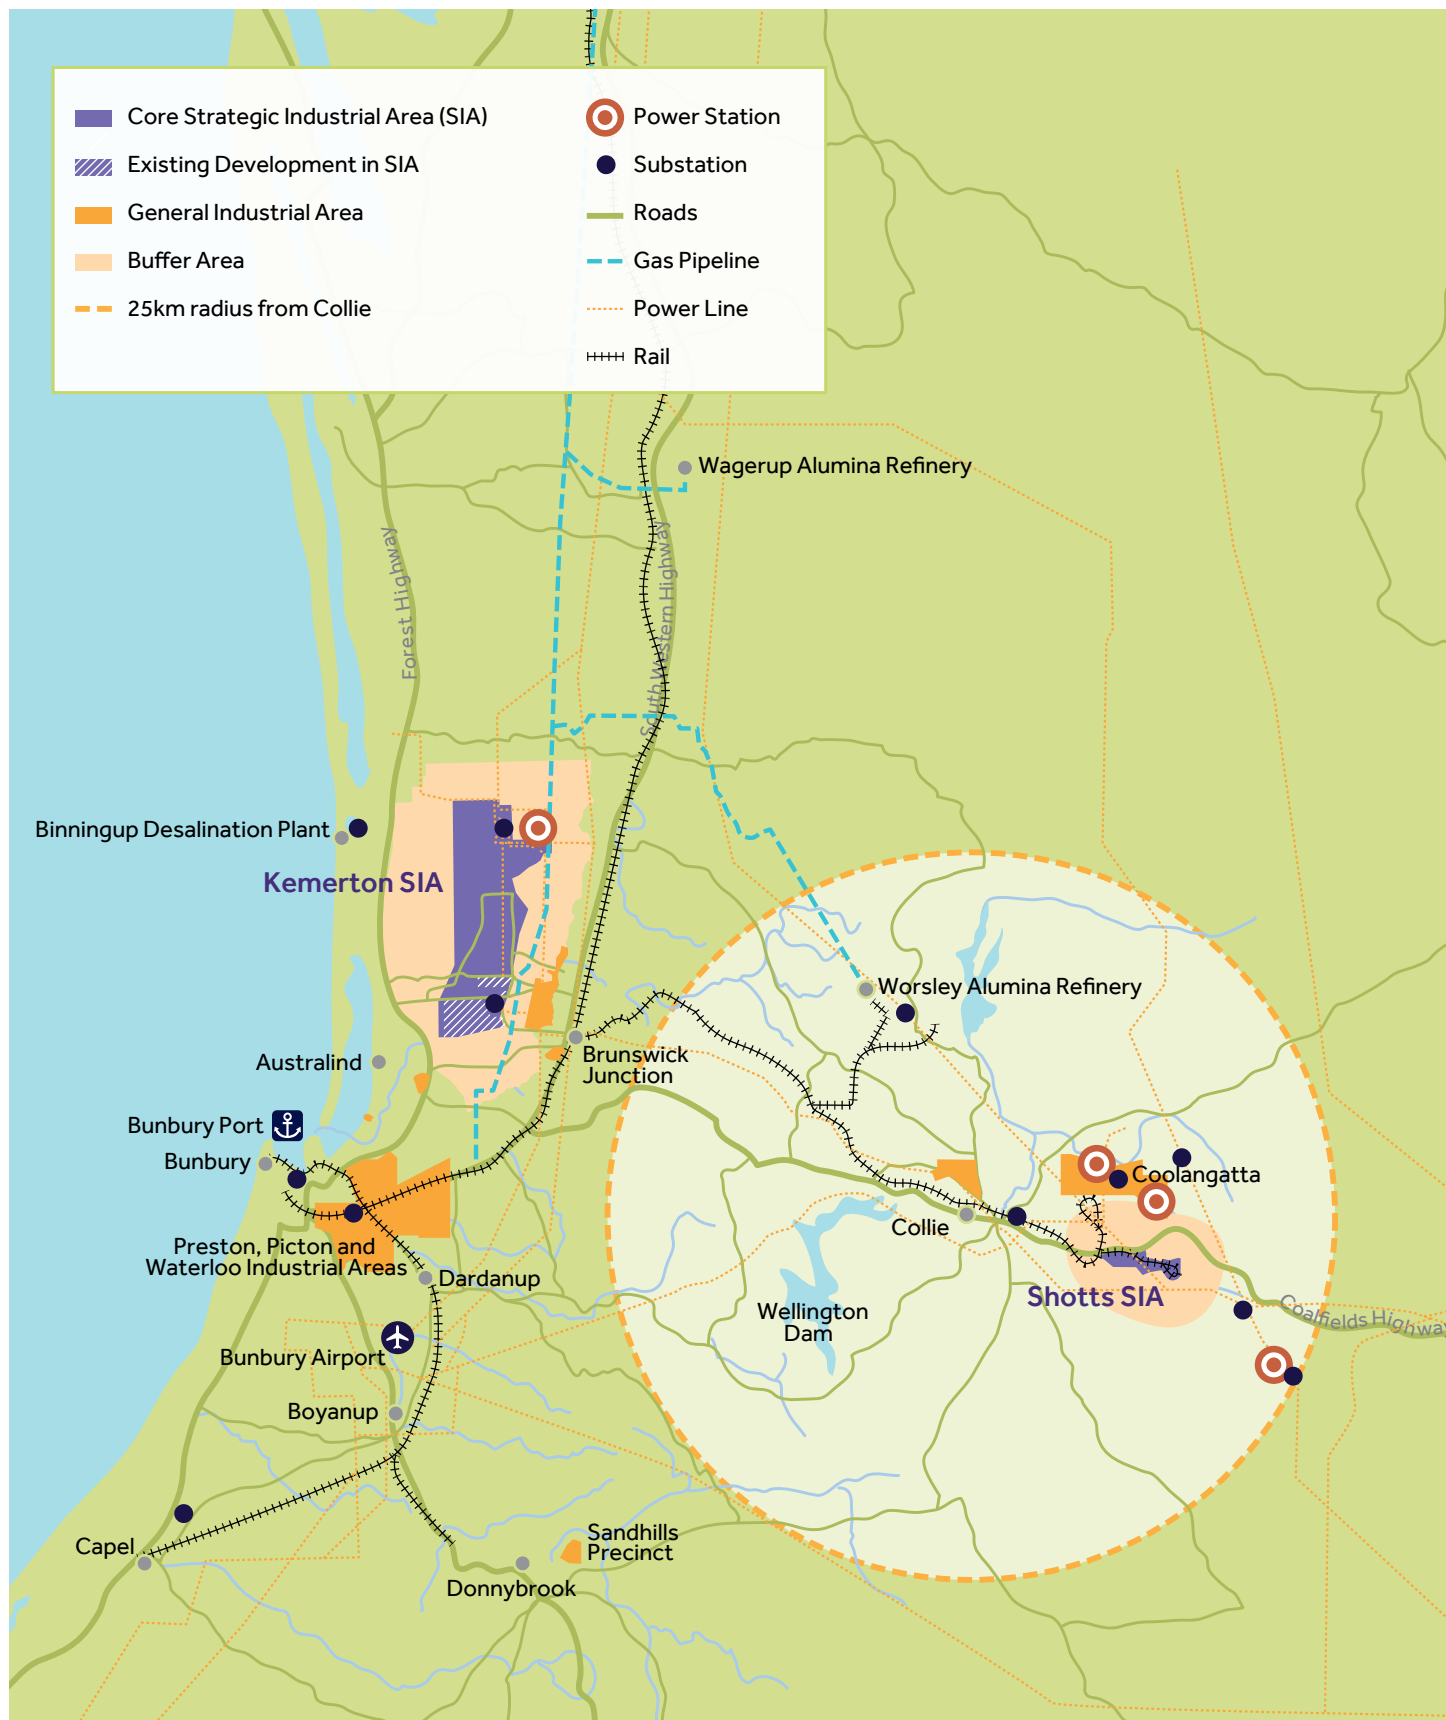 Core Strategic Industrial Area (SIA)
Existing Development in SIA
General Industrial Area
Buffer Area
25km radius from Collie
Power Station
Substation
Roads
Gas Pipeline
Power Line
Rail
Wagerup Alumina Refinery
Forest Highway
South Western Highway
Binningup Desalination Plant
Kemerton SIA
Worsley Alumina Refinery
Australind
Brunswick
Junction
Bunbury Port
Bunbury
Coolangatta
Collie
Preston, Picton and
Waterloo Industrial Areas
Dardanup
Shotts SIA
Wellington
Dam
Coalfields Highway
Bunbury Airport
Boyanup
Capel
Sandhills
Precinct
Donnybrook